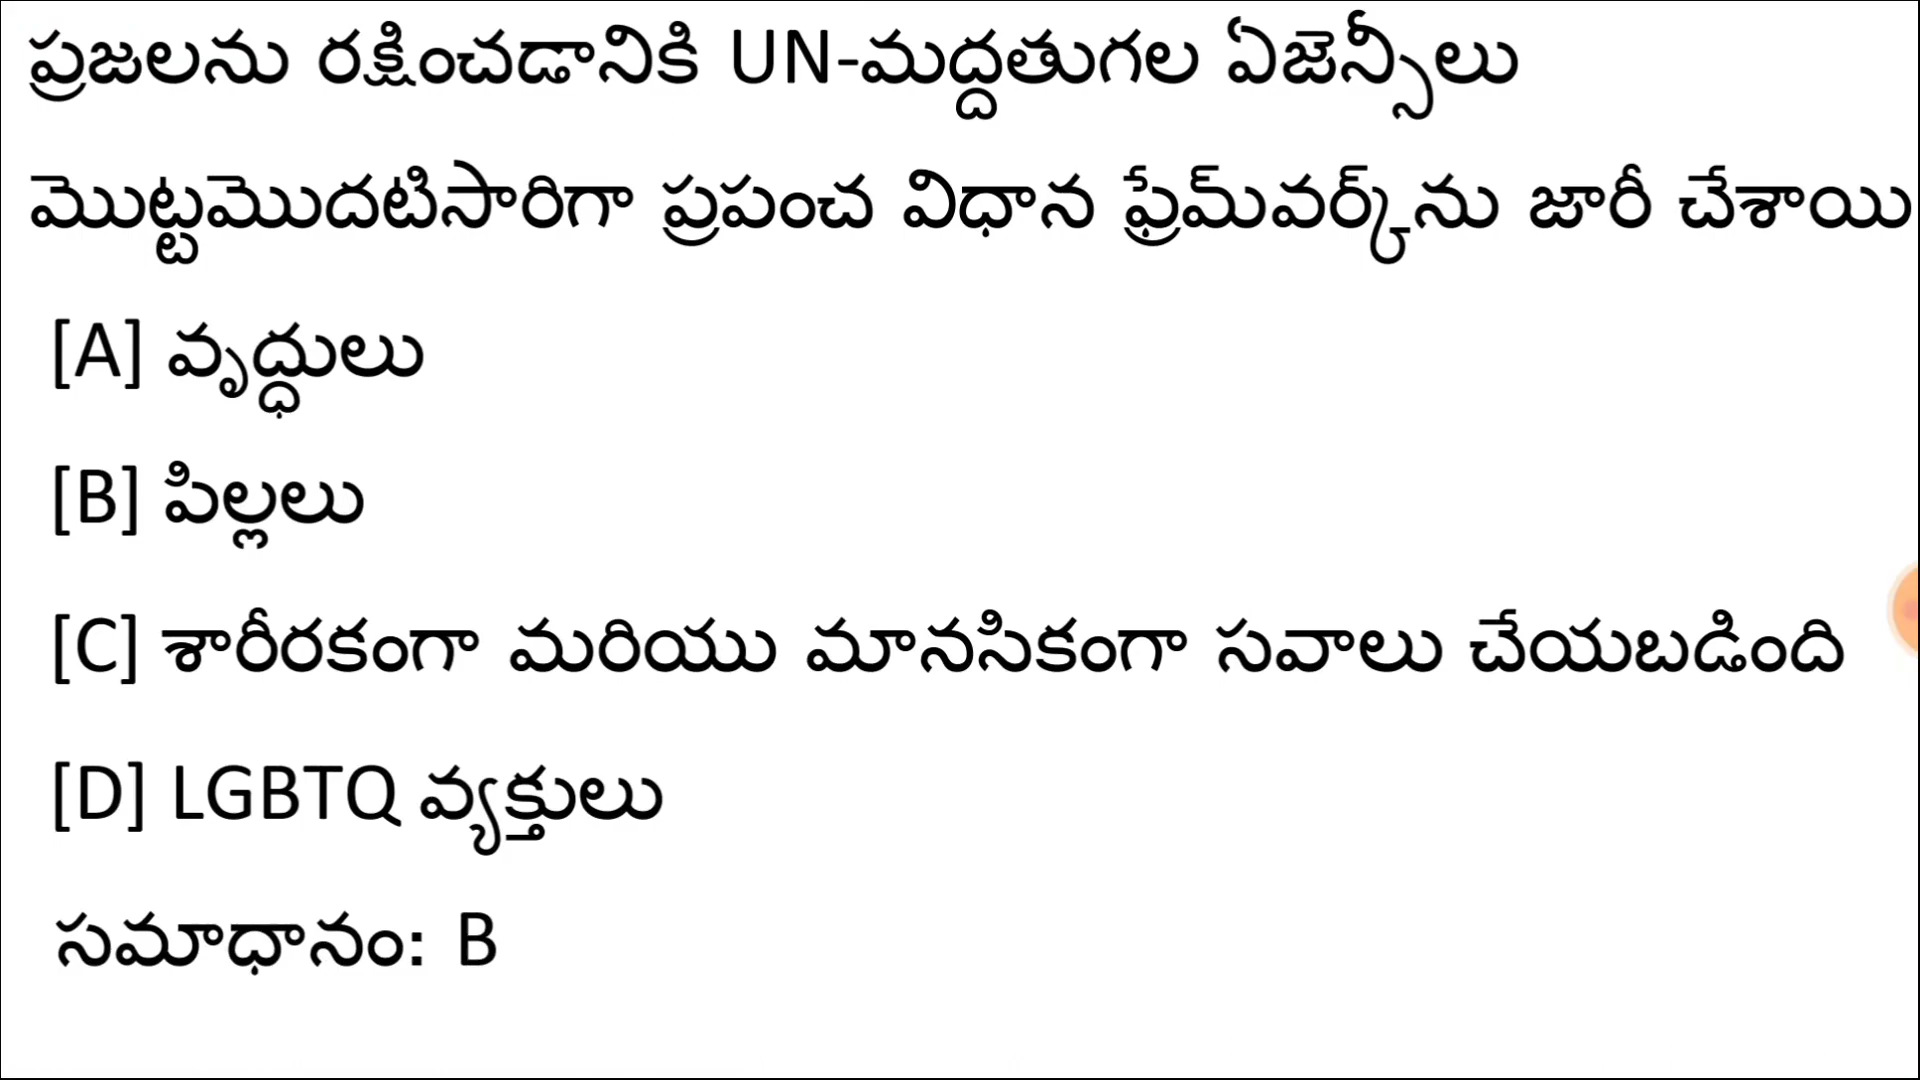 ప్రజలను రక్షించడానికి UN-మద్దతుగల ఏజెన్సీలు
మొట్టమొదటిసారిగా ప్రపంచ విధాన ఫ్రేమ్‌వర్క్‌ను జారీ చేశాయి
[A] వృద్ధులు
[B] పిల్లలు
[C] శారీరకంగా మరియు మానసికంగా సవాలు చేయబడింది
[D] LGBTQ వ్యక్తులు
సమాధానం: B